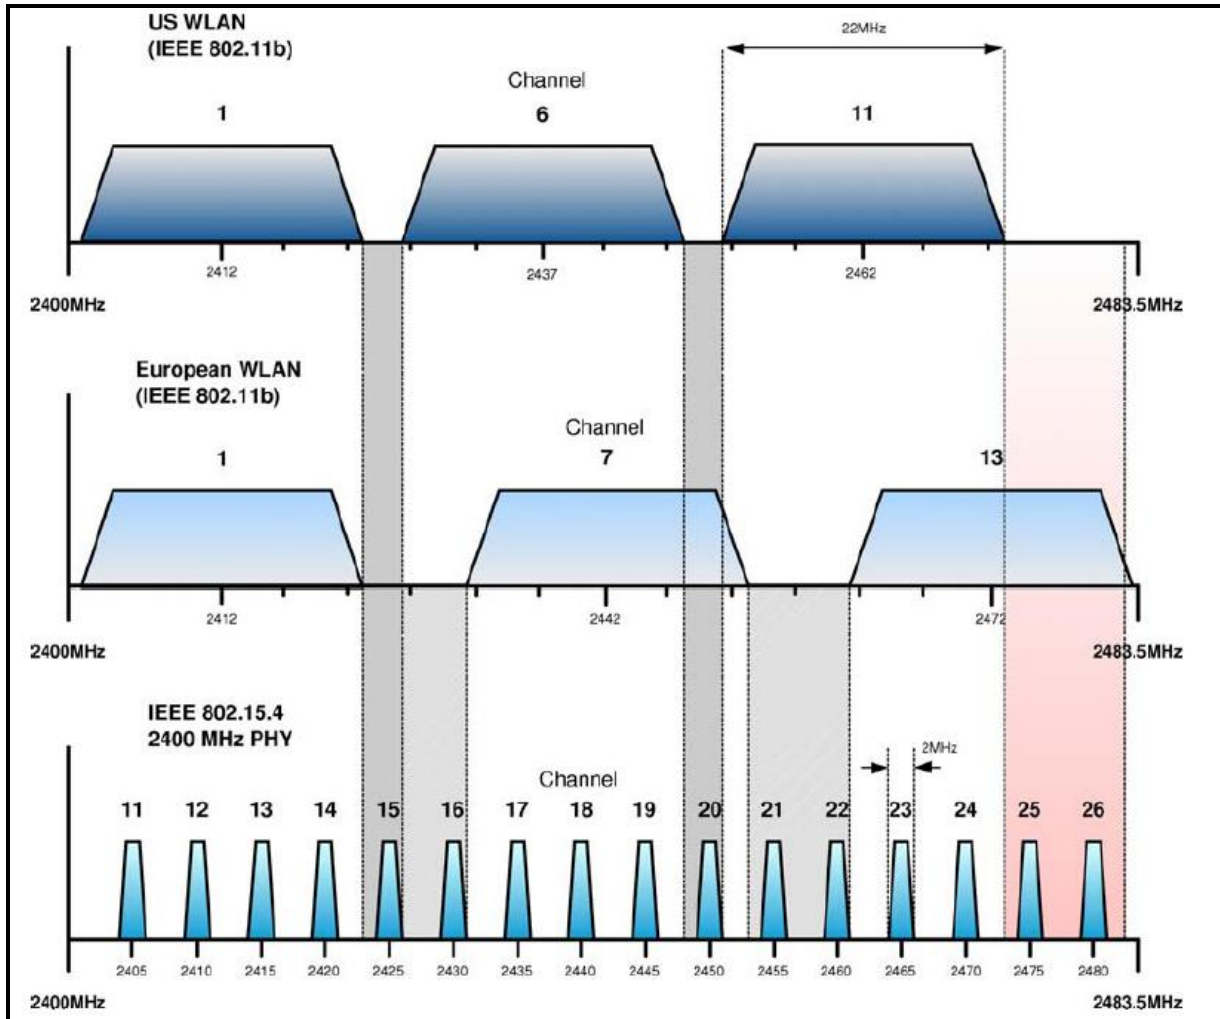 US WLAN
(IEEE 802.11b)
22MHz
Channel
1 6 11
2412 2437 2462
2400MHz 2483.5MHz
European WLAN
(IEEE 802.11b)
Channel
1 7 13
2412 2442 2472
2400MHz 2483.5MHz
IEEE 802.15.4
2400 MHz PHY
2MHz
Channel
11 12 13 14 15 16 17 18 19 20 21 22 23 24 25 26
2405 2410 2415 2420 2425 2430 2435 2440 2445 2450 2455 2460 2465 2470 2475 2480
2400MHz 2483.5MHz